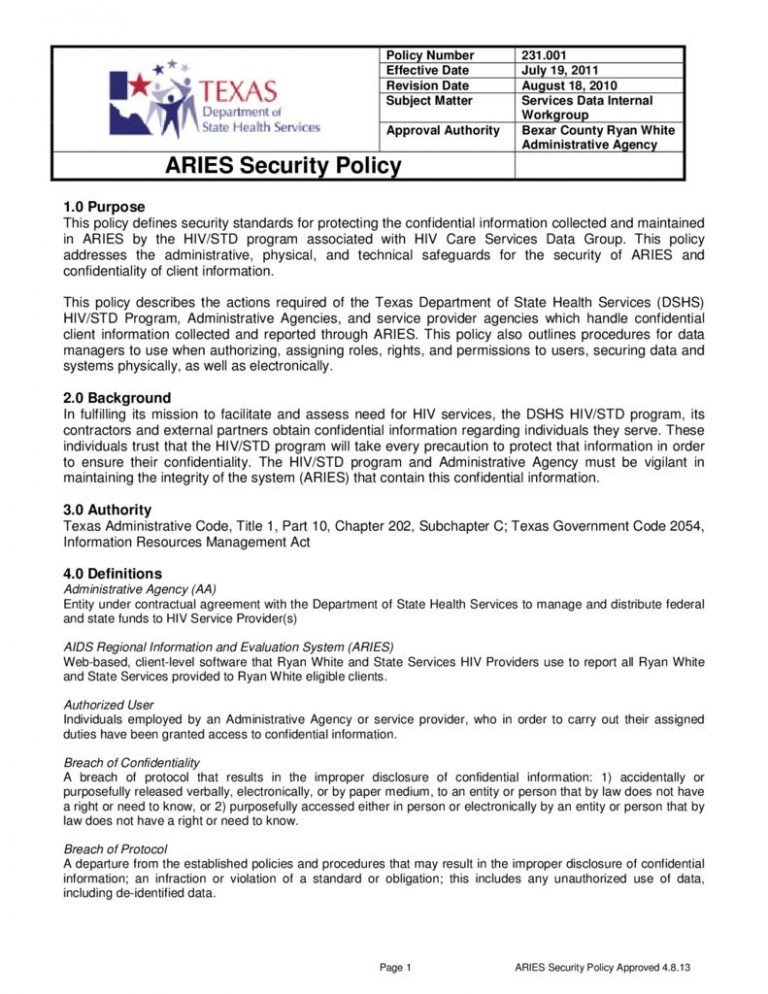 TEXAS
Department of
State Health Services
Policy Number 231.001
Effective Date July 19, 2011
Revision Date August 18, 2010
Subject Matter Services Data Internal
Workgroup
Approval Authority Bexar County Ryan White
Administrative Agency
ARIES Security Policy
1.0 Purpose
This policy defines security standards for protecting the confidential information collected and maintained
in ARIES by the HIV/STD program associated with HIV Care Services Data Group. This policy
addresses the administrative, physical, and technical safeguards for the security of ARIES and
confidentiality of client information.
This policy describes the actions required of the Texas Department of State Health Services (DSHS)
HIV/STD Program, Administrative Agencies, and service provider agencies which handle confidential
client information collected and reported through ARIES. This policy also outlines procedures for data
managers to use when authorizing, assigning roles, rights, and permissions to users, securing data and
systems physically, as well as electronically.
2.0 Background
In fulfilling its mission to facilitate and assess need for HIV services, the DSHS HIV/STD program, its
contractors and external partners obtain confidential information regarding individuals they serve. These
individuals trust that the HIV/STD program will take every precaution to protect that information in order
to ensure their confidentiality. The HIV/STD program and Administrative Agency must be vigilant in
maintaining the integrity of the system (ARIES) that contain this confidential information.
3.0 Authority
Texas Administrative Code, Title 1, Part 10, Chapter 202, Subchapter C; Texas Government Code 2054,
Information Resources Management Act
4.0 Definitions
Administrative Agency (AA)
Entity under contractual agreement with the Department of State Health Services to manage and distribute federal
and state funds to HIV Service Provider(s)
AIDS Regional Information and Evaluation System (ARIES)
Web-based, client-level software that Ryan White and State Services HIV Providers use to report all Ryan White
and State Services provided to Ryan White eligible clients.
Authorized User
Individuals employed by an Administrative Agency or service provider, who in order to carry out their assigned
duties have been granted access to confidential information.
Breach of Confidentiality
A breach of protocol that results in the improper disclosure of confidential information: 1) accidentally or
purposefully released verbally, electronically, or by paper medium, to an entity or person that by law does not have
a right or need to know, or 2) purposefully accessed either in person or electronically by an entity or person that by
law does not have a right or need to know.
Breach of Protocol
A departure from the established policies and procedures that may result in the improper disclosure of confidential
information; an infraction or violation of a standard or obligation; this includes any unauthorized use of data,
including de-identified data.
Page 1 ARIES Security Policy Approved 4.8.13